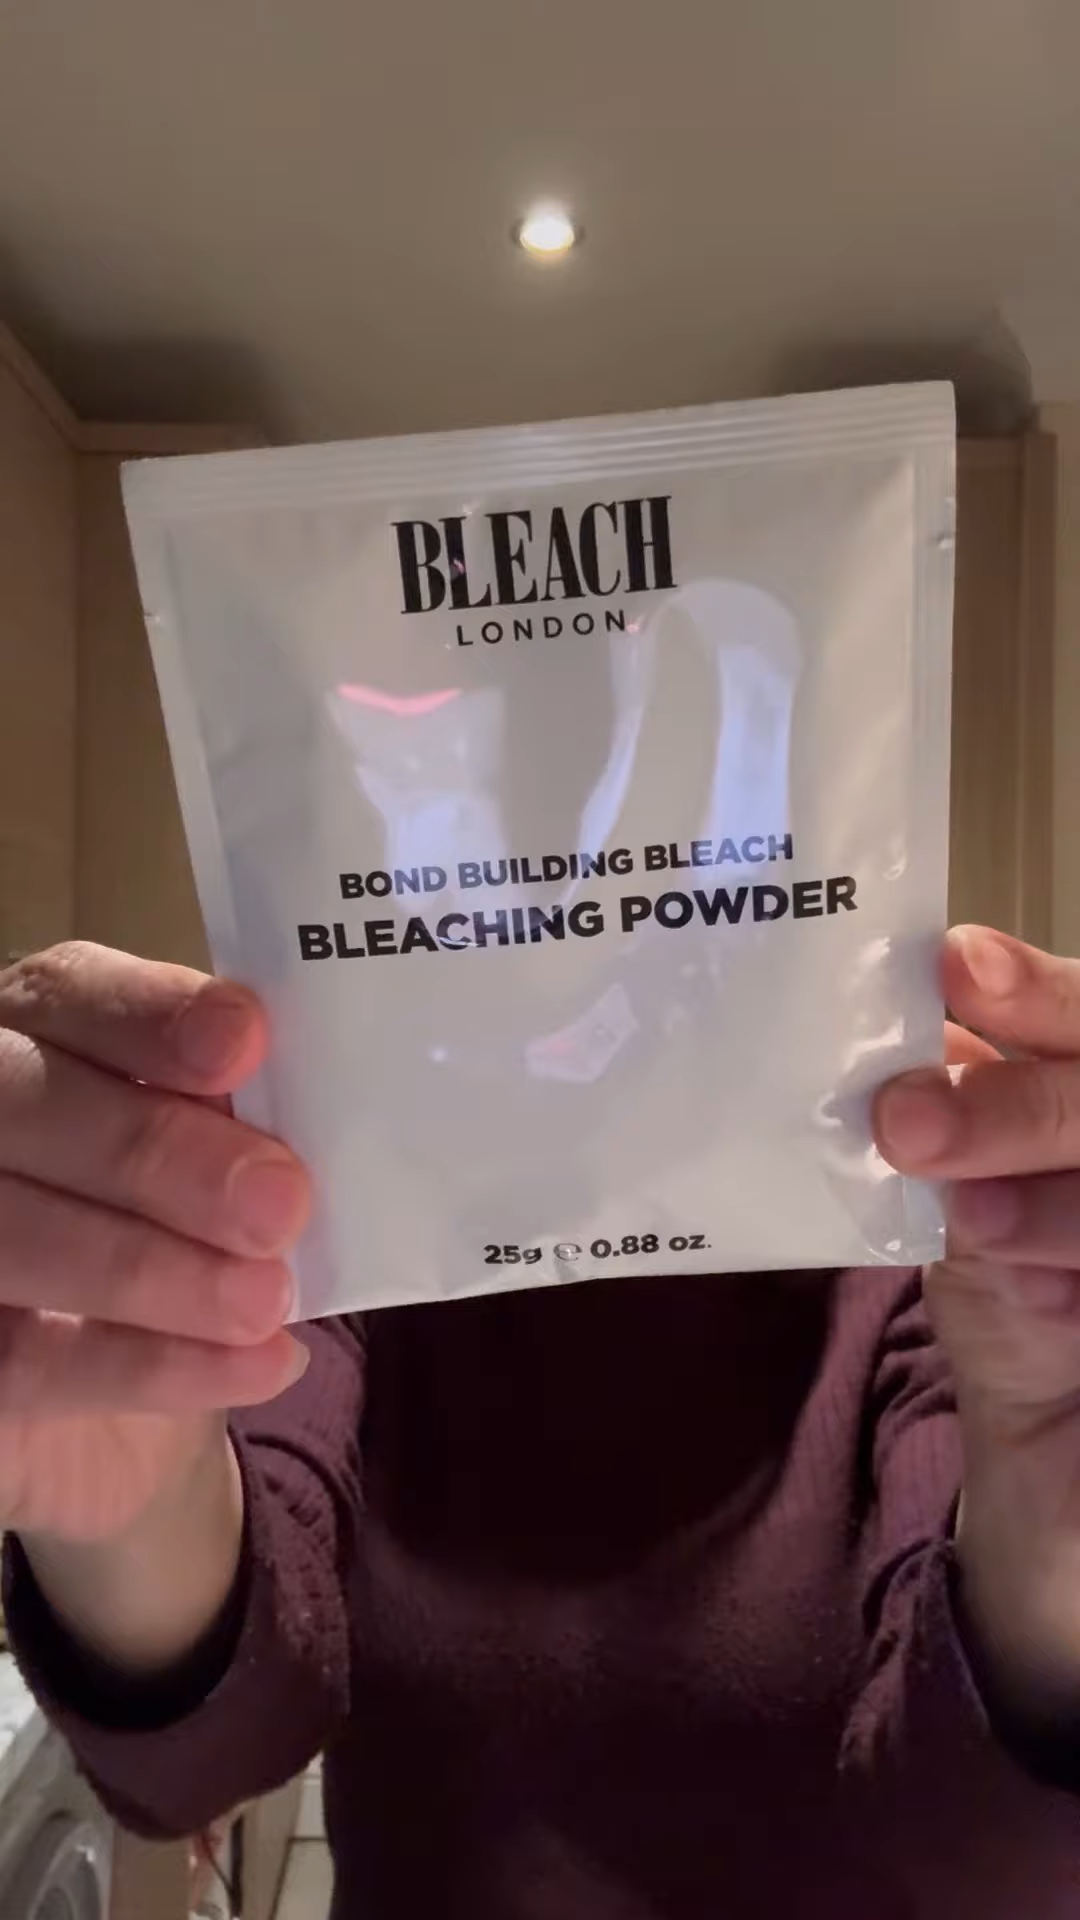 BLEACH
LONDON
BOND BUILDING BLEACH
BLEACHING POWDER
25g ℮ 0.88 oz.